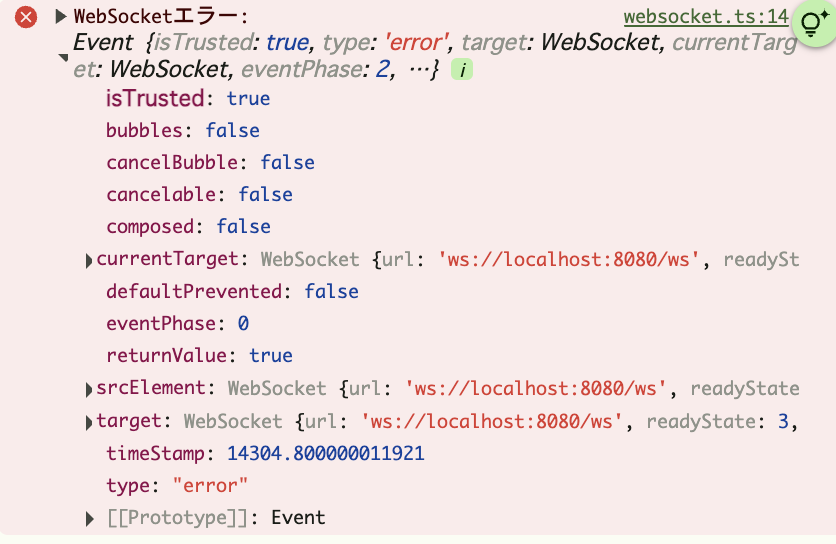 WebSocketエラー: websocket.ts:14
Event {isTrusted: true, type: 'error', target: WebSocket, currentTarg
et: WebSocket, eventPhase: 2, …} i
isTrusted: true
bubbles: false
cancelBubble: false
cancelable: false
composed: false
currentTarget: WebSocket {url: 'ws://localhost:8080/ws', readySt
defaultPrevented: false
eventPhase: 0
returnValue: true
srcElement: WebSocket {url: 'ws://localhost:8080/ws', readyState
target: WebSocket {url: 'ws://localhost:8080/ws', readyState: 3,
timeStamp: 14304.800000011921
type: "error"
[[Prototype]]: Event